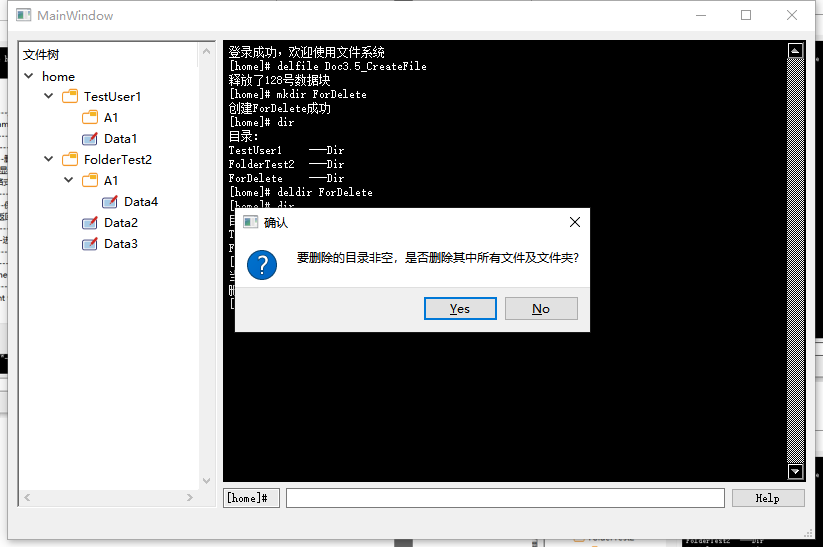 MainWindow
文件树
home
TestUser1
A1
Data1
FolderTest2
A1
Data4
Data2
Data3
登录成功，欢迎使用文件系统
[home]# delfile Doc3.5_CreateFile
释放了128号数据块
[home]# mkdir ForDelete
创建ForDelete成功
[home]# dir
目录：
TestUser1 ——Dir
FolderTest2 ——Dir
ForDelete ——Dir
[home]# deldir ForDelete
[home]# dir
确认
要删除的目录非空，是否删除其中所有文件及文件夹?
Yes
No
[home]#
Help
FolderTest2 ——Dir